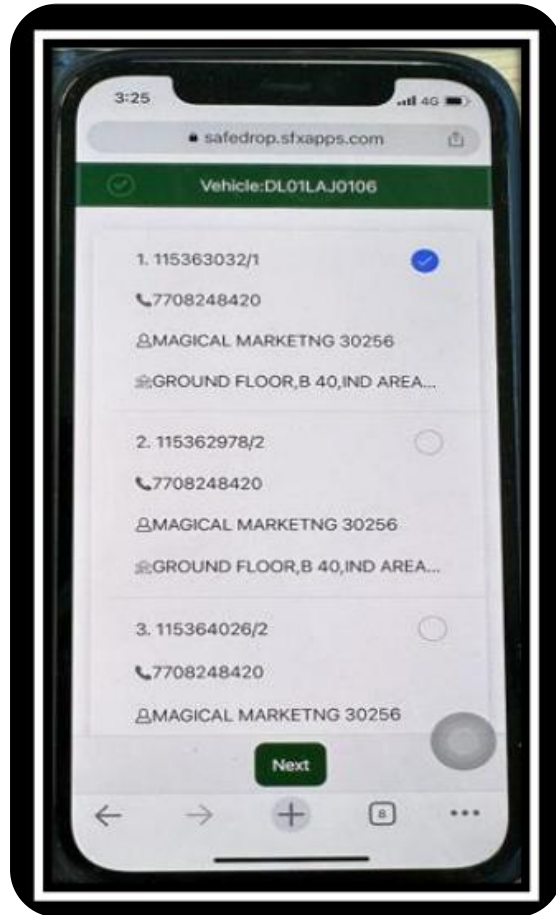 3:25
4G
safedrop.sfxapps.com
Vehicle:DL01LAJ0106
1. 115363032/1
7708248420
MAGICAL MARKETNG 30256
GROUND FLOOR,B 40,IND AREA...
2. 115362978/2
7708248420
MAGICAL MARKETNG 30256
GROUND FLOOR,B 40,IND AREA...
3. 115364026/2
7708248420
MAGICAL MARKETNG 30256
Next
8